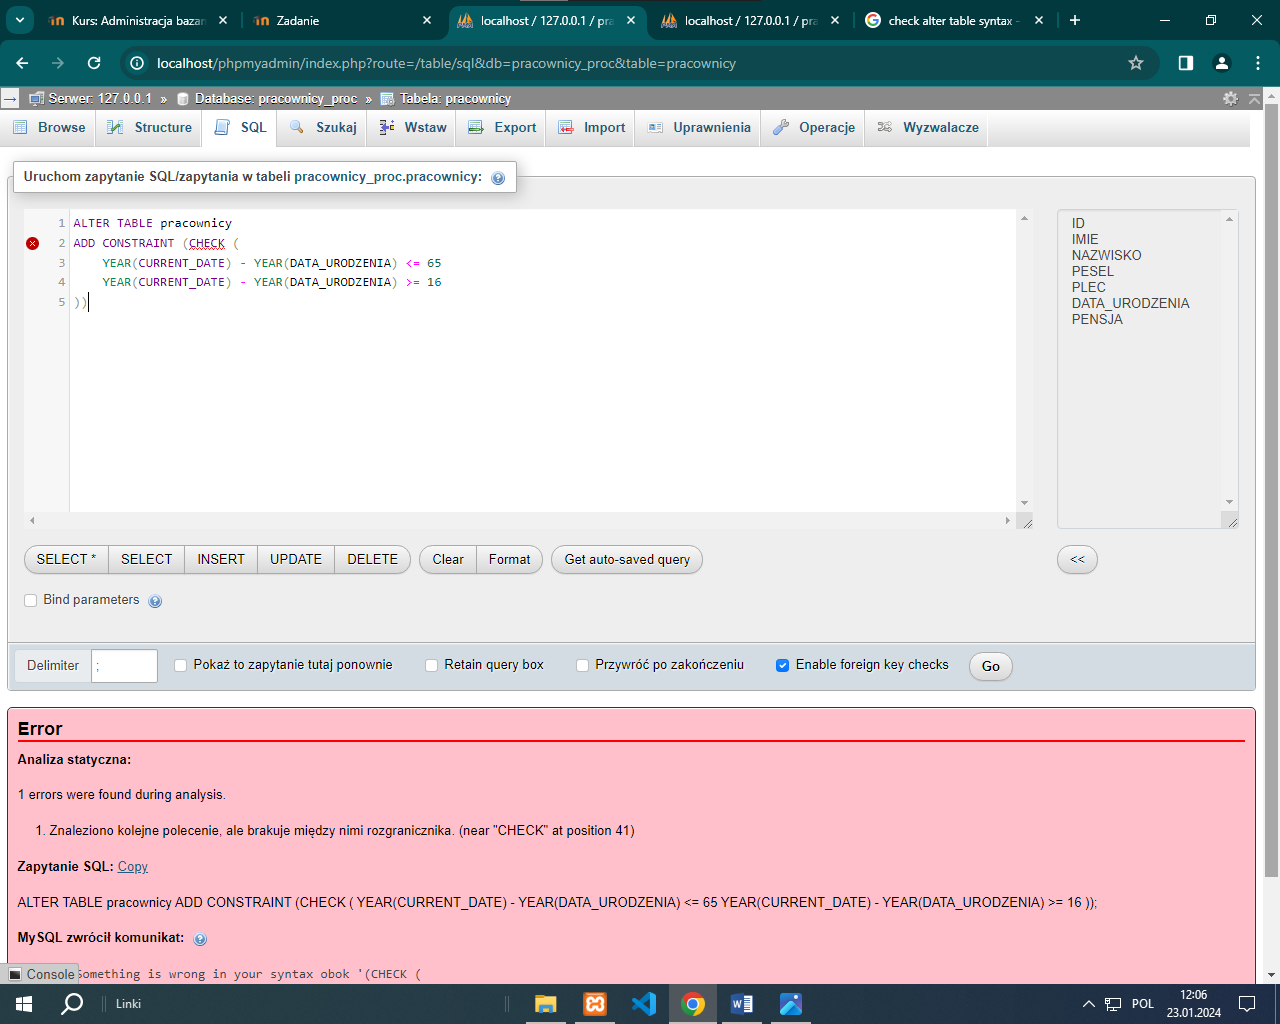 Kurs: Administracja bazan
Zadanie
localhost / 127.0.0.1 / pra
localhost / 127.0.0.1 / pra
check alter table syntax -
localhost/phpmyadmin/index.php?route=/table/sql&db=pracownicy_proc&table=pracownicy
Serwer: 127.0.0.1 » Database: pracownicy_proc » Tabela: pracownicy
Browse Structure SQL Szukaj Wstaw Export Import Uprawnienia Operacje Wyzwalacze
Uruchom zapytanie SQL/zapytania w tabeli pracownicy_proc.pracownicy:
1 ALTER TABLE pracownicy
2 ADD CONSTRAINT (CHECK (
3 YEAR(CURRENT_DATE) - YEAR(DATA_URODZENIA) <= 65
4 YEAR(CURRENT_DATE) - YEAR(DATA_URODZENIA) >= 16
5 ))
ID
IMIE
NAZWISKO
PESEL
PLEC
DATA_URODZENIA
PENSJA
SELECT * SELECT INSERT UPDATE DELETE Clear Format Get auto-saved query <<
Bind parameters
Delimiter ; Pokaż to zapytanie tutaj ponownie Retain query box Przywróć po zakończeniu Enable foreign key checks Go
Error
Analiza statyczna:
1 errors were found during analysis.
1. Znaleziono kolejne polecenie, ale brakuje między nimi rozgranicznika. (near "CHECK" at position 41)
Zapytanie SQL: Copy
ALTER TABLE pracownicy ADD CONSTRAINT (CHECK ( YEAR(CURRENT_DATE) - YEAR(DATA_URODZENIA) <= 65 YEAR(CURRENT_DATE) - YEAR(DATA_URODZENIA) >= 16 ));
MySQL zwrócił komunikat:
Something is wrong in your syntax obok '(CHECK (
Console
Linki
POL
12:06
23.01.2024